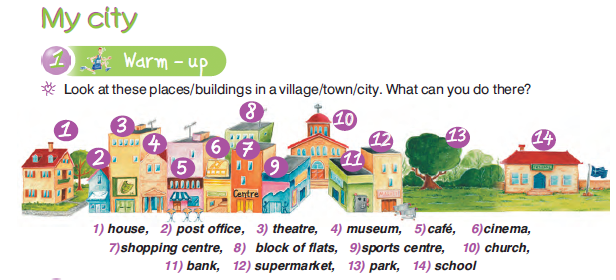 My city
1 Warm - up
Look at these places/buildings in a village/town/city. What can you do there?
1 2 3 4 5 6 7 8 9 10 11 12 13 14
Centre
1) house, 2) post office, 3) theatre, 4) museum, 5) café, 6)cinema,
7)shopping centre, 8) block of flats, 9)sports centre, 10) church,
11) bank, 12) supermarket, 13) park, 14) school